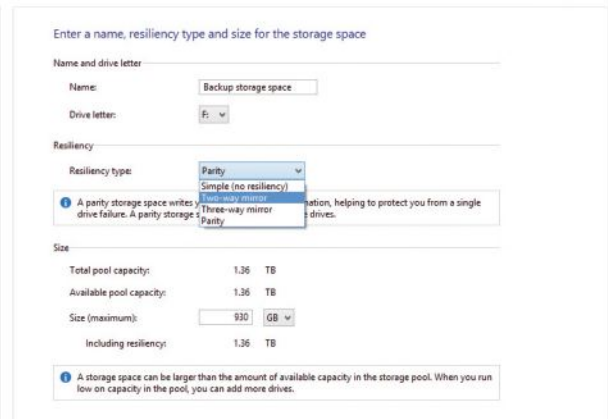 Enter a name, resiliency type and size for the storage space
Name and drive letter
Name: Backup storage space
Drive letter: F:
Resiliency
Resiliency type: Parity
Simple (no resiliency)
Two-way mirror
Three-way mirror
Parity
A parity storage space writes y ation, helping to protect you from a single
drive failure. A parity storage s drives.
Size
Total pool capacity: 1.36 TB
Available pool capacity: 1.36 TB
Size (maximum): 930 GB
Including resiliency: 1.36 TB
A storage space can be larger than the amount of available capacity in the storage pool. When you run
low on capacity in the pool, you can add more drives.